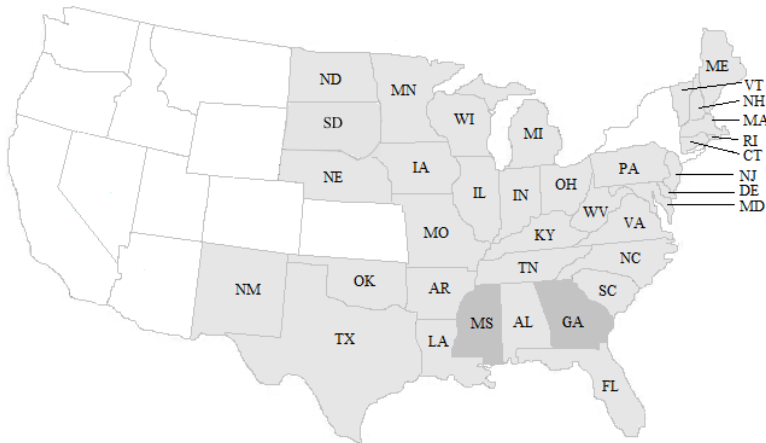 ME
ND
MN
VT
NH
SD
WI
MI
MA
RI
CT
NE
IA
PA
NJ
IL
IN
OH
DE
MD
WV
MO
KY
VA
NC
TN
OK
AR
NM
SC
MS
AL
GA
TX
LA
FL